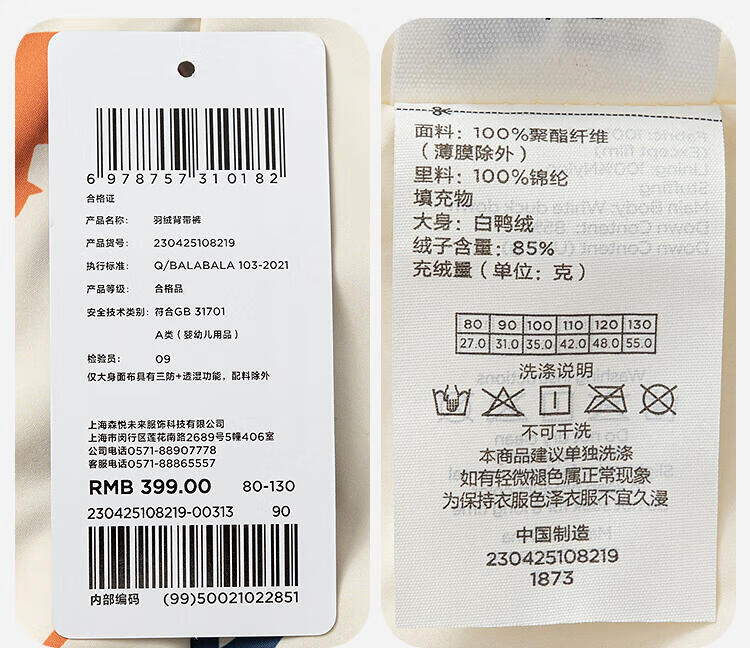 6 978757 310182
合格证
产品名称: 羽绒背带裤
产品货号: 230425108219
执行标准: Q/BALABALA 103-2021
产品等级: 合格品
安全技术类别: 符合GB 31701
A类（婴幼儿用品）
检验员: 09
仅大身面布具有三防+透湿功能，配料除外
上海森悦未来服饰科技有限公司
上海市闵行区莲花南路2689号5幢406室
公司电话0571-88907778
客服电话0571-88865557
RMB 399.00 80-130
230425108219-00313 90
内部编码 (99)50021022851
面料：100%聚酯纤维
（薄膜除外）
里料：100%锦纶
填充物
大身：白鸭绒
绒子含量：85%
充绒量（单位：克）
80 90 100 110 120 130
27.0 31.0 35.0 42.0 48.0 55.0
洗涤说明
不可干洗
本商品建议单独洗涤
如有轻微褪色属正常现象
为保持衣服色泽衣服不宜久漫
中国制造
230425108219
1873